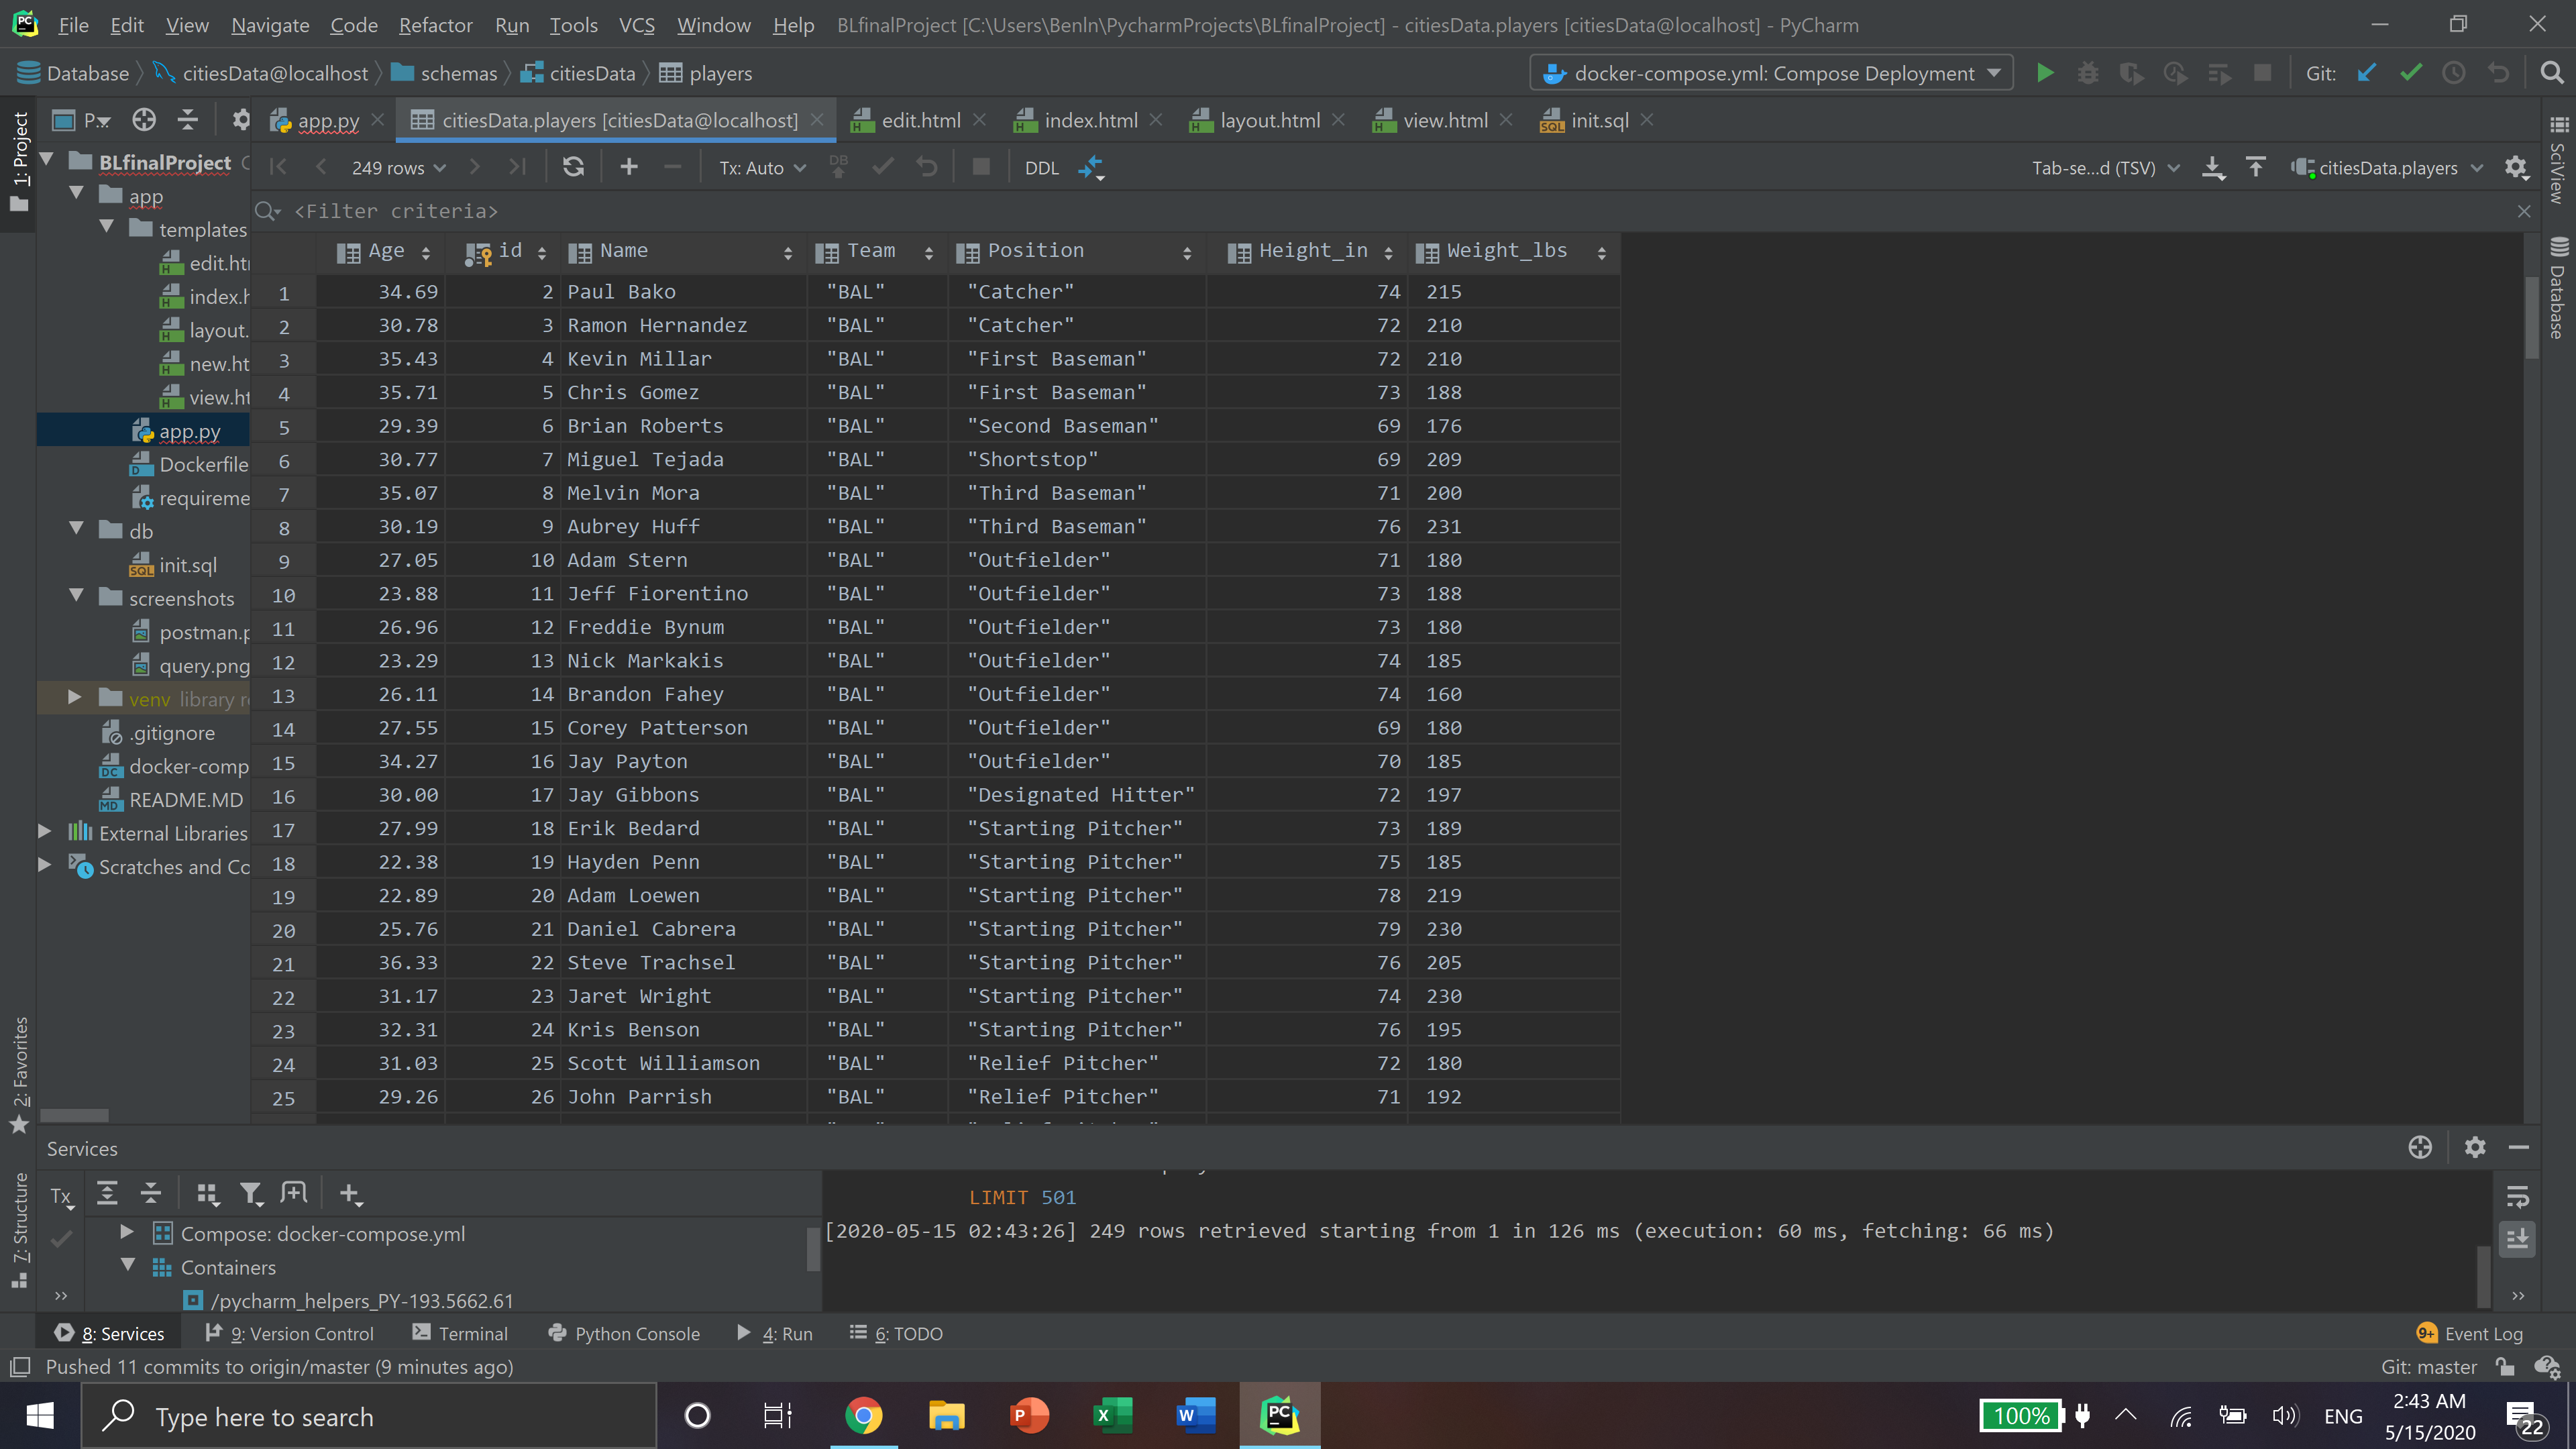 File Edit View Navigate Code Refactor Run Tools VCS Window Help BLfinalProject [C:\Users\Benln\PycharmProjects\BLfinalProject] - citiesData.players [citiesData@localhost] - PyCharm
Database citiesData@localhost schemas citiesData players docker-compose.yml: Compose Deployment Git:
P... app.py citiesData.players [citiesData@localhost] edit.html index.html layout.html view.html init.sql
249 rows Tx: Auto DB DDL Tab-se...d (TSV) citiesData.players
<Filter criteria>
1: Project
2: Favorites
7: Structure
SciView
Database
BLfinalProject
app
templates
edit.ht
index.h
layout.
new.ht
view.ht
app.py
Dockerfile
requireme
db
init.sql
screenshots
postman.p
query.png
venv library r
.gitignore
docker-comp
README.MD
External Libraries
Scratches and Co
Age id Name Team Position Height_in Weight_lbs
1 34.69 2 Paul Bako "BAL" "Catcher" 74 215
2 30.78 3 Ramon Hernandez "BAL" "Catcher" 72 210
3 35.43 4 Kevin Millar "BAL" "First Baseman" 72 210
4 35.71 5 Chris Gomez "BAL" "First Baseman" 73 188
5 29.39 6 Brian Roberts "BAL" "Second Baseman" 69 176
6 30.77 7 Miguel Tejada "BAL" "Shortstop" 69 209
7 35.07 8 Melvin Mora "BAL" "Third Baseman" 71 200
8 30.19 9 Aubrey Huff "BAL" "Third Baseman" 76 231
9 27.05 10 Adam Stern "BAL" "Outfielder" 71 180
10 23.88 11 Jeff Fiorentino "BAL" "Outfielder" 73 188
11 26.96 12 Freddie Bynum "BAL" "Outfielder" 73 180
12 23.29 13 Nick Markakis "BAL" "Outfielder" 74 185
13 26.11 14 Brandon Fahey "BAL" "Outfielder" 74 160
14 27.55 15 Corey Patterson "BAL" "Outfielder" 69 180
15 34.27 16 Jay Payton "BAL" "Outfielder" 70 185
16 30.00 17 Jay Gibbons "BAL" "Designated Hitter" 72 197
17 27.99 18 Erik Bedard "BAL" "Starting Pitcher" 73 189
18 22.38 19 Hayden Penn "BAL" "Starting Pitcher" 75 185
19 22.89 20 Adam Loewen "BAL" "Starting Pitcher" 78 219
20 25.76 21 Daniel Cabrera "BAL" "Starting Pitcher" 79 230
21 36.33 22 Steve Trachsel "BAL" "Starting Pitcher" 76 205
22 31.17 23 Jaret Wright "BAL" "Starting Pitcher" 74 230
23 32.31 24 Kris Benson "BAL" "Starting Pitcher" 76 195
24 31.03 25 Scott Williamson "BAL" "Relief Pitcher" 72 180
25 29.26 26 John Parrish "BAL" "Relief Pitcher" 71 192
Services
Tx
Compose: docker-compose.yml
Containers
/pycharm_helpers_PY-193.5662.61
LIMIT 501
[2020-05-15 02:43:26] 249 rows retrieved starting from 1 in 126 ms (execution: 60 ms, fetching: 66 ms)
8: Services 9: Version Control Terminal Python Console 4: Run 6: TODO 9+ Event Log
Pushed 11 commits to origin/master (9 minutes ago) Git: master
Type here to search 100% ENG 2:43 AM
5/15/2020 22